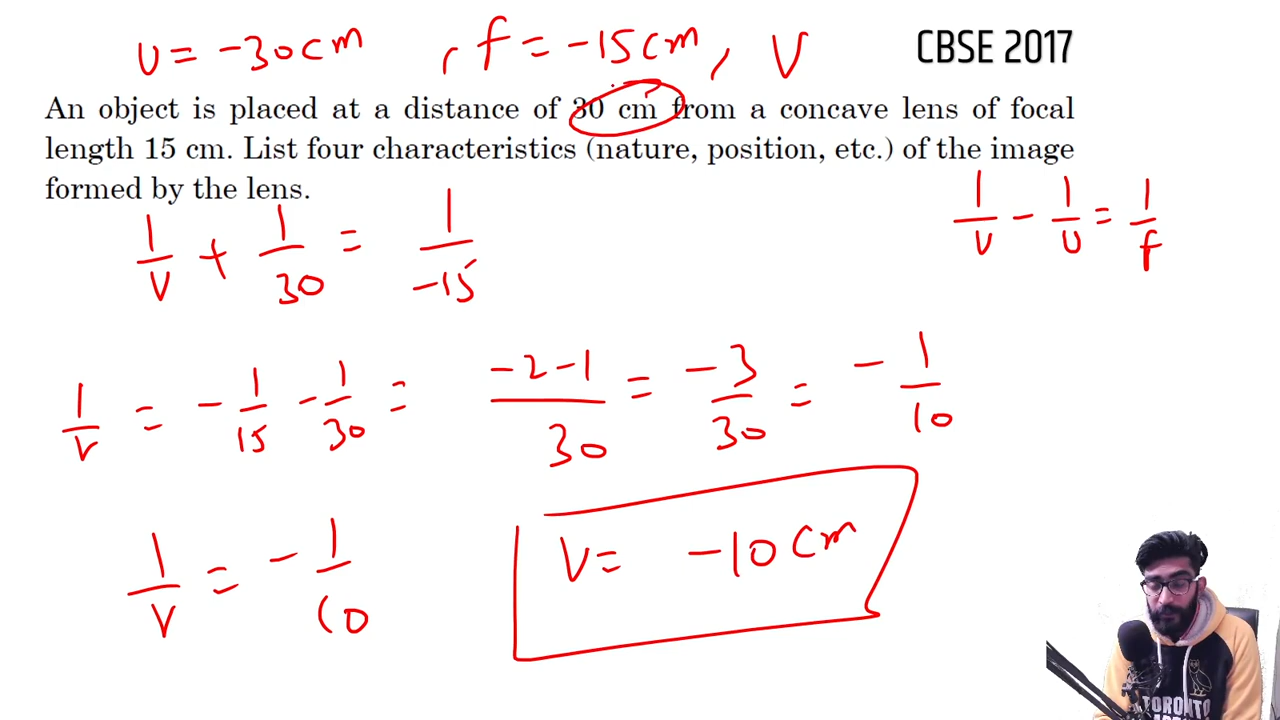 u = -30cm , f = -15cm, V
CBSE 2017
An object is placed at a distance of 30 cm from a concave lens of focal
length 15 cm. List four characteristics (nature, position, etc.) of the image
formed by the lens.
1/v - 1/u = 1/f
1/V + 1/30 = 1/-15
1/v = - 1/15 - 1/30 = -2-1/30 = -3/30 = - 1/10
1/v = - 1/10
V = -10cm
TORONTO